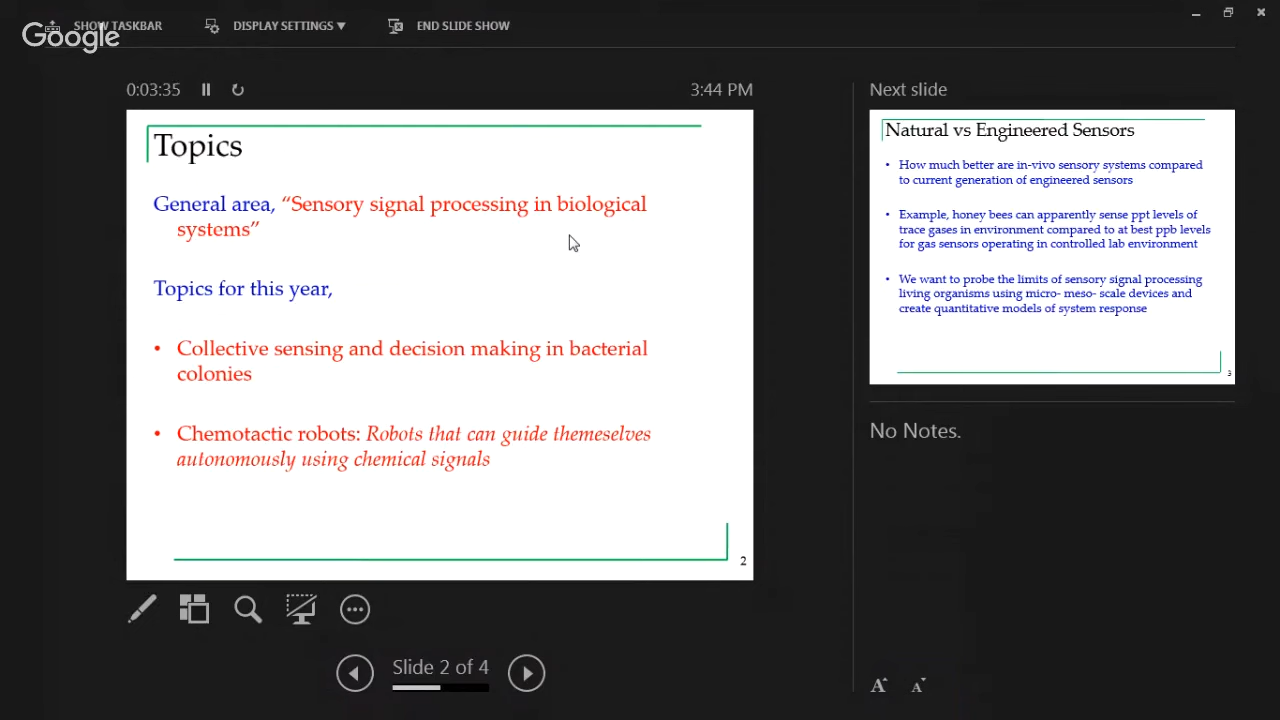 SHOW TASKBAR
DISPLAY SETTINGS ▼
END SLIDE SHOW
Google
0:03:35
3:44 PM
Topics
General area, “Sensory signal processing in biological
systems”
Topics for this year,
• Collective sensing and decision making in bacterial
colonies
• Chemotactic robots: Robots that can guide themeselves
autonomously using chemical signals
2
Slide 2 of 4
Next slide
Natural vs Engineered Sensors
• How much better are in-vivo sensory systems compared
to current generation of engineered sensors
• Example, honey bees can apparently sense ppt levels of
trace gases in environment compared to at best ppb levels
for gas sensors operating in controlled lab environment
• We want to probe the limits of sensory signal processing
living organisms using micro- meso- scale devices and
create quantitative models of system response
3
No Notes.
A A